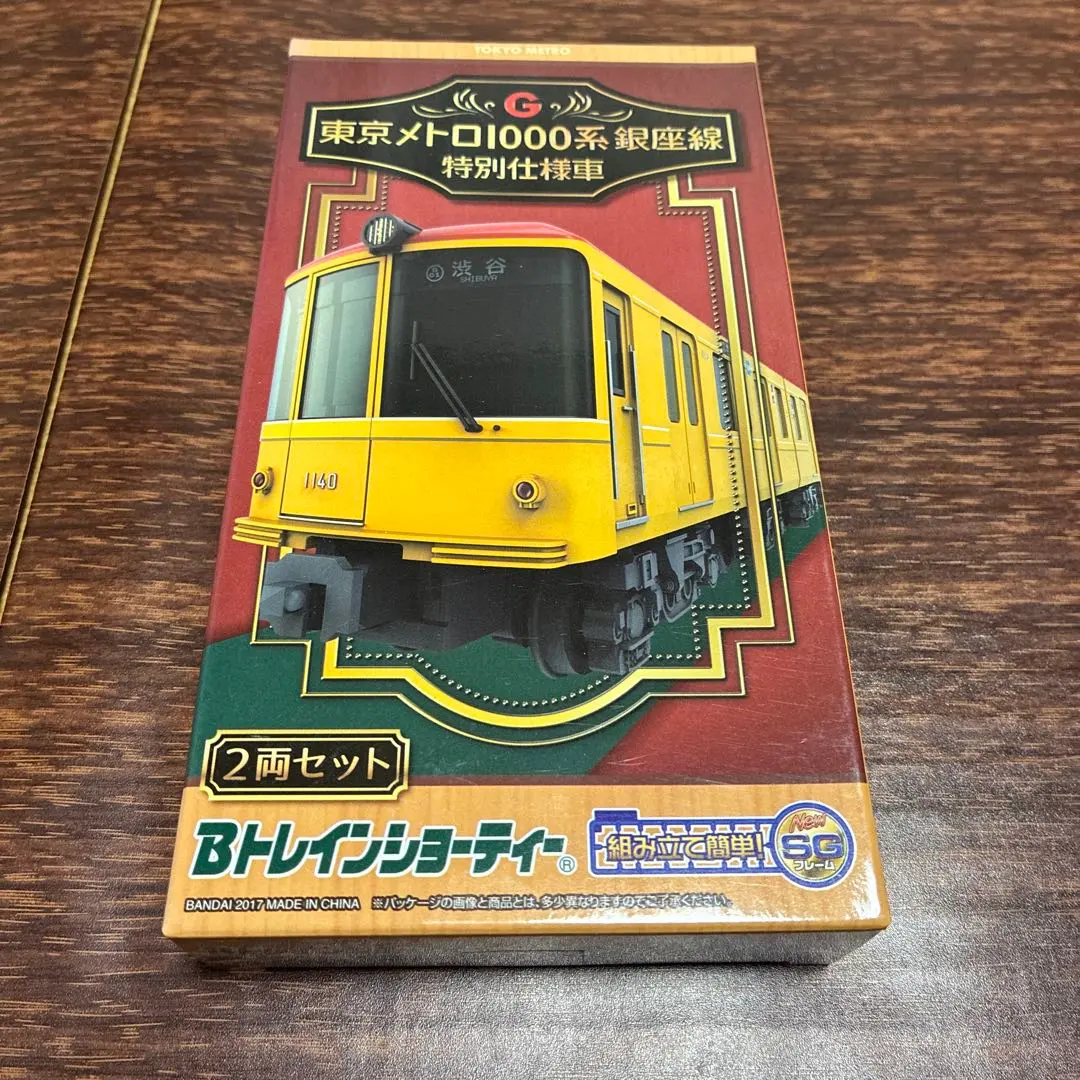 TOKYO METRO
G
東京メトロ1000系 銀座線
特別仕様車
G
01
渋谷
SHIBUYA
1140
2両セット
Bトレインショーティー®
組み立て簡単!
New
SG
フレーム
BANDAI 2017 MADE IN CHINA ※パッケージの画像と商品とは、多少異なりますのでご了承ください。